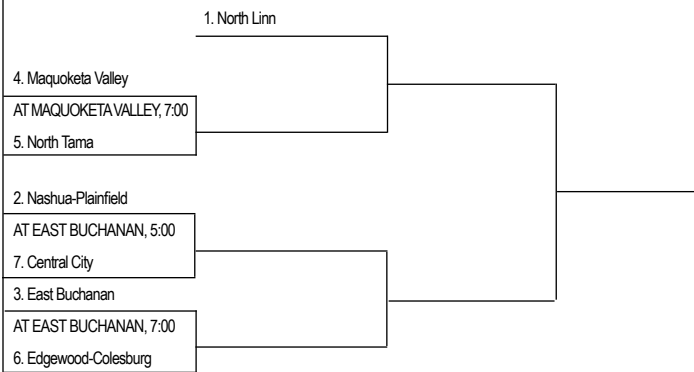 1. North Linn
4. Maquoketa Valley
AT MAQUOKETA VALLEY, 7:00
5. North Tama
2. Nashua-Plainfield
AT EAST BUCHANAN, 5:00
7. Central City
3. East Buchanan
AT EAST BUCHANAN, 7:00
6. Edgewood-Colesburg